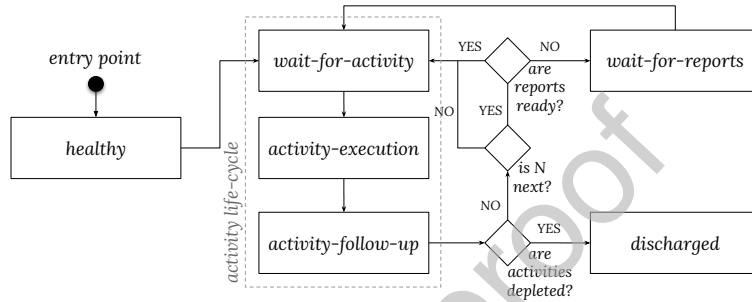 YES
NO
entry point
wait-for-activity
are
reports
ready?
wait-for-reports
NO
YES
healthy
activity life-cycle
activity-execution
is N
next?
NO
activity-follow-up
YES
are
activities
depleted?
discharged
proof